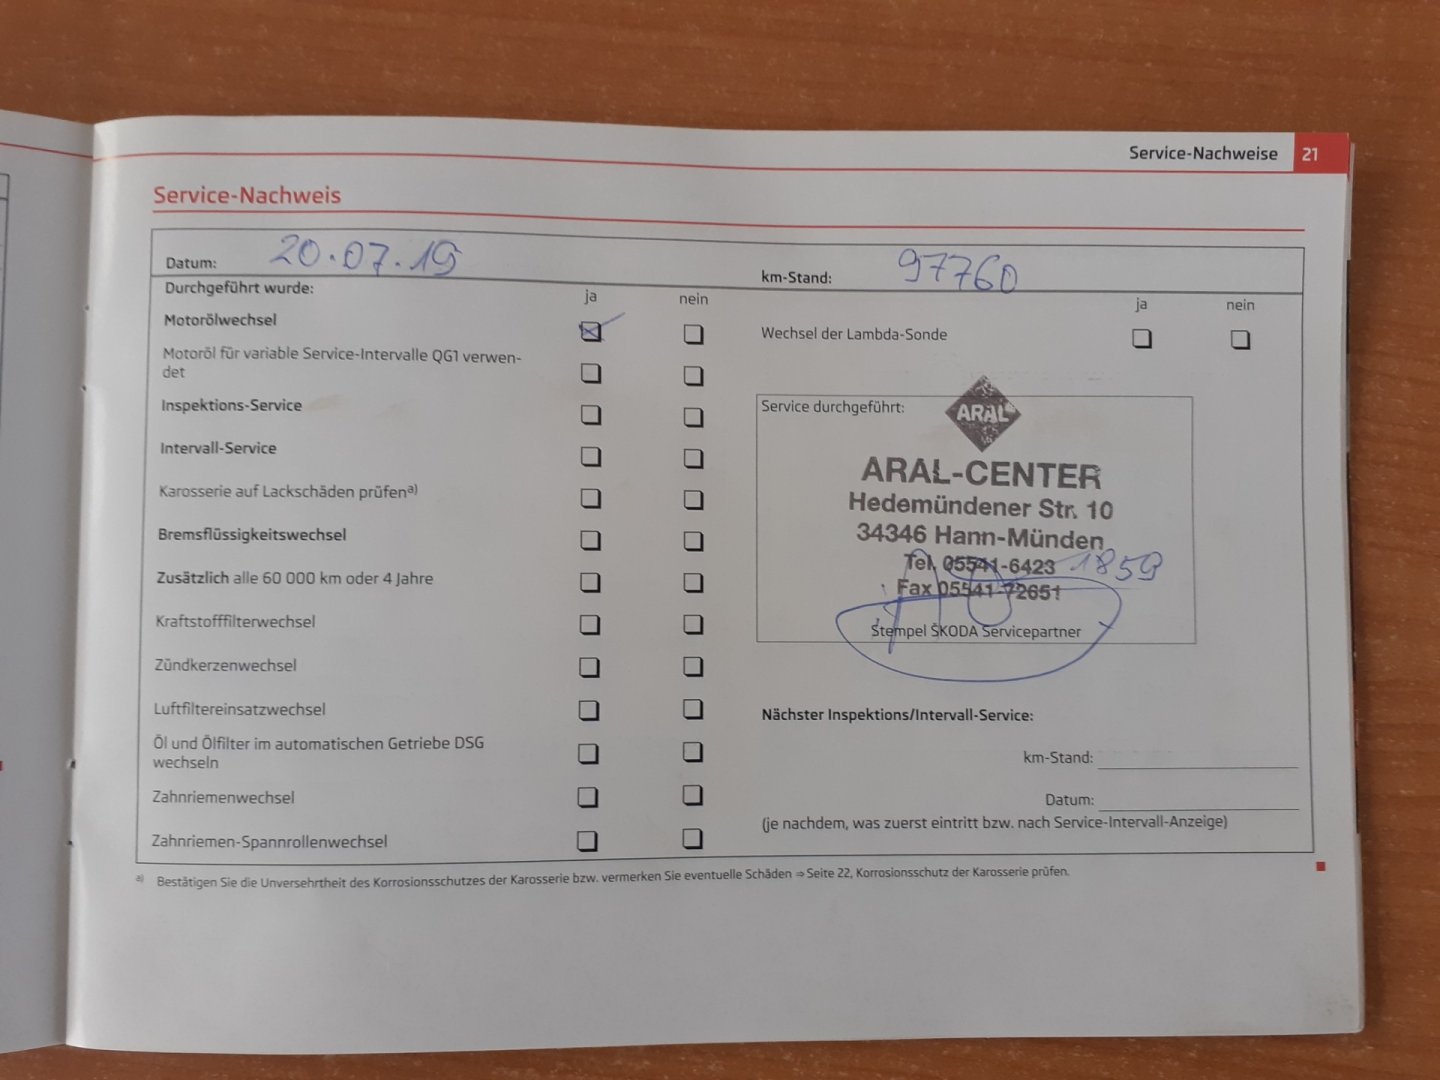 Service-Nachweise 21
Service-Nachweis
Datum: 20.07.19
km-Stand: 97760
Durchgeführt wurde:
ja nein
ja nein
Motorölwechsel
Wechsel der Lambda-Sonde
Motoröl für variable Service-Intervalle QG1 verwen-
det
Inspektions-Service
Intervall-Service
Karosserie auf Lackschäden prüfenᵃ⁾
Bremsflüssigkeitswechsel
Zusätzlich alle 60 000 km oder 4 Jahre
Kraftstofffilterwechsel
Zündkerzenwechsel
Luftfiltereinsatzwechsel
Öl und Ölfilter im automatischen Getriebe DSG
wechseln
Zahnriemenwechsel
Zahnriemen-Spannrollenwechsel
Service durchgeführt:
ARAL
ARAL-CENTER
Hedemündener Str. 10
34346 Hann-Münden
Tel. 05541-6423 1859
Fax 05541-72651
Stempel ŠKODA Servicepartner
Nächster Inspektions/Intervall-Service:
km-Stand:
Datum:
(je nachdem, was zuerst eintritt bzw. nach Service-Intervall-Anzeige)
a) Bestätigen Sie die Unversehrtheit des Korrosionsschutzes der Karosserie bzw. vermerken Sie eventuelle Schäden ⇒ Seite 22, Korrosionsschutz der Karosserie prüfen.